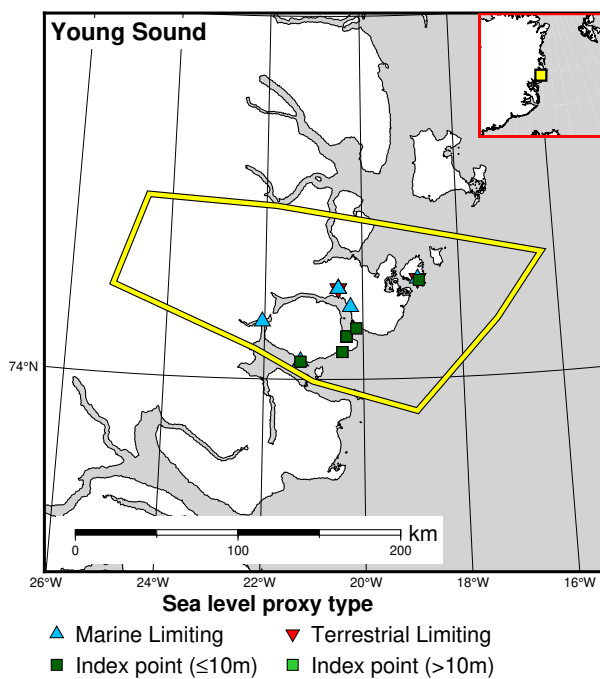 Young Sound
74°N
km
0 100 200
26°W 24°W 22°W 20°W 18°W 16°W
Sea level proxy type
Marine Limiting Terrestrial Limiting
Index point (≤10m) Index point (>10m)